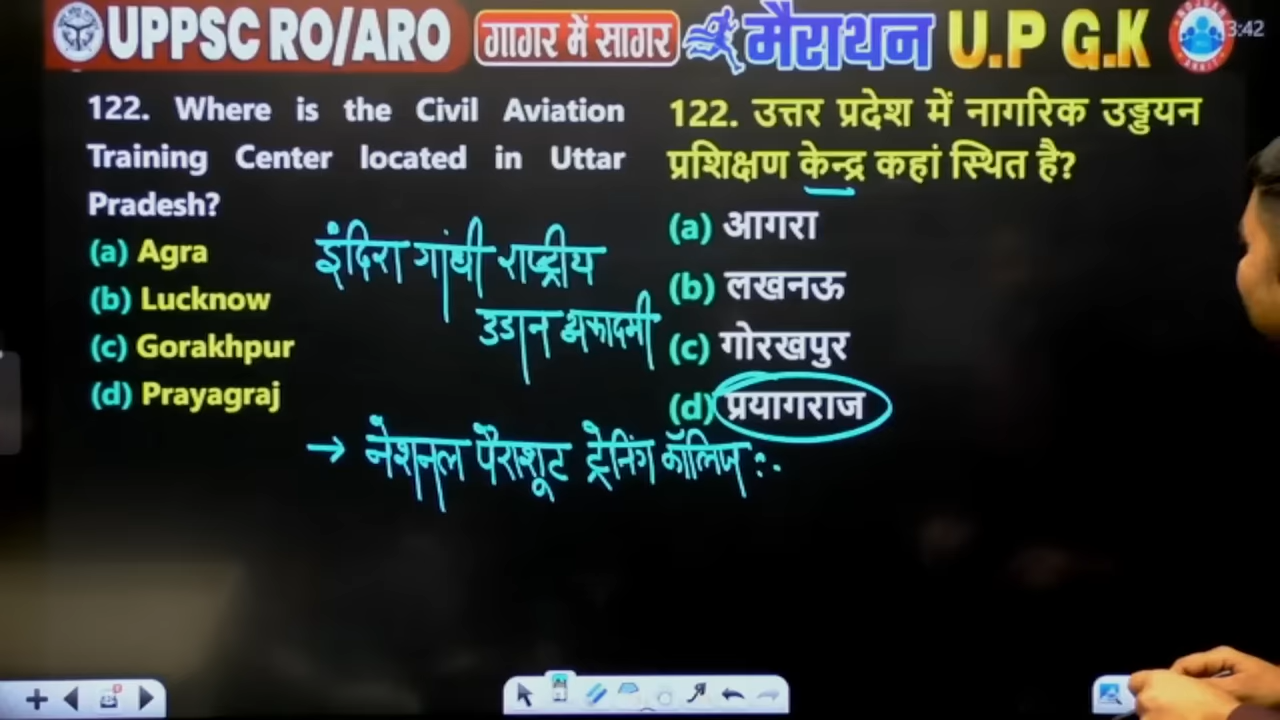 UPPSC RO/ARO गागर में सागर मैराथन U.P G.K
3:42
122. Where is the Civil Aviation
Training Center located in Uttar
Pradesh?
(a) Agra
(b) Lucknow
(c) Gorakhpur
(d) Prayagraj
122. उत्तर प्रदेश में नागरिक उड्डयन
प्रशिक्षण केन्द्र कहां स्थित है?
(a) आगरा
(b) लखनऊ
(c) गोरखपुर
(d) प्रयागराज
इंदिरा गांधी राष्ट्रीय
उडान अकादमी
→ नेशनल पैराशूट ट्रेनिंग कॉलिज :-